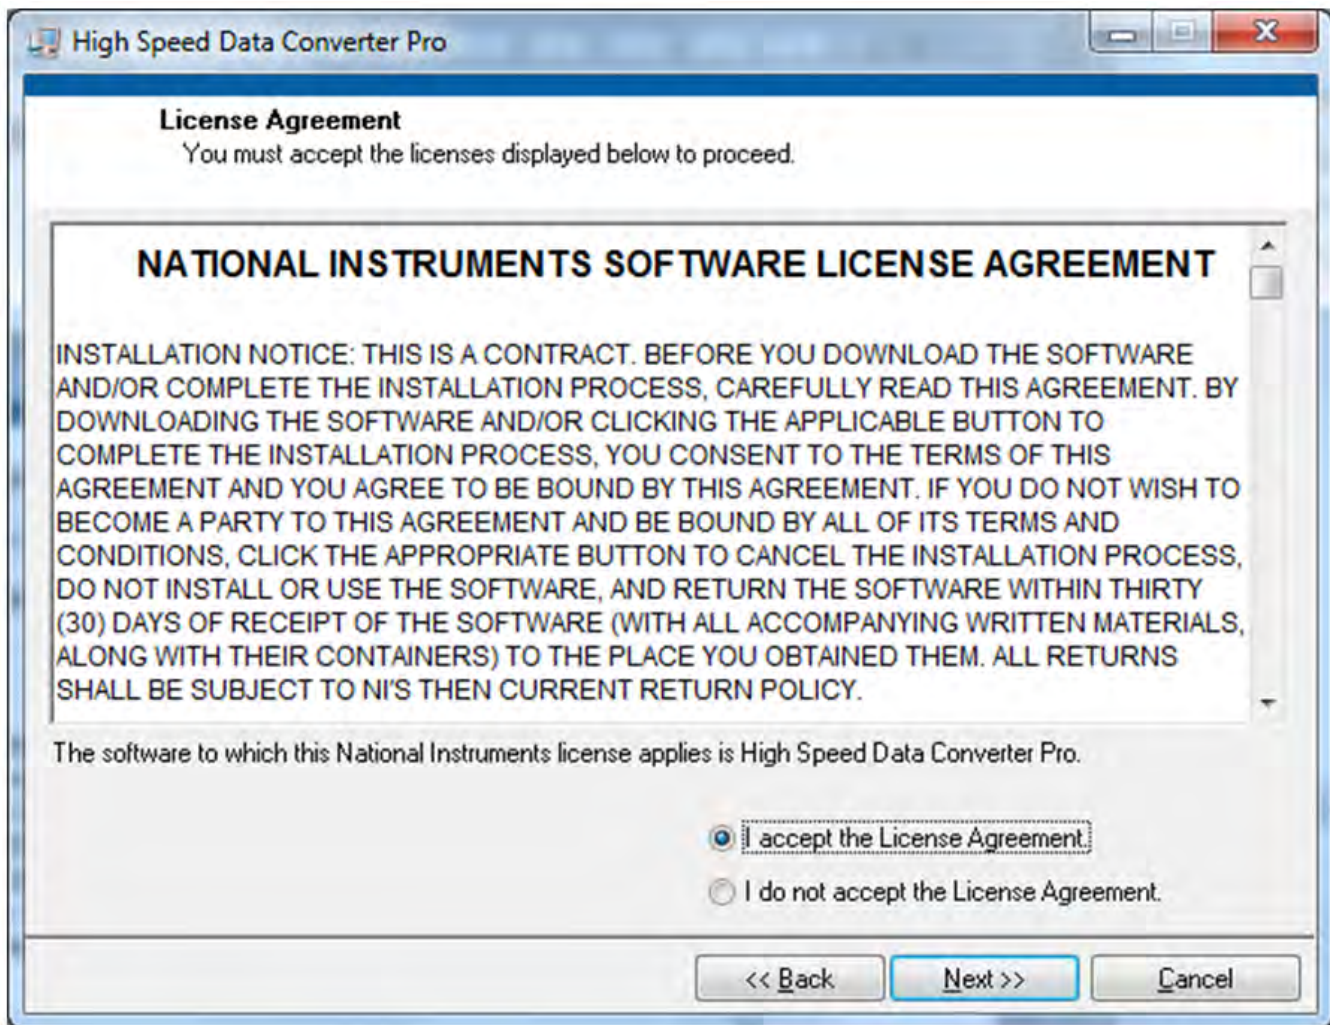 High Speed Data Converter Pro
License Agreement
You must accept the licenses displayed below to proceed.
NATIONAL INSTRUMENTS SOFTWARE LICENSE AGREEMENT
INSTALLATION NOTICE: THIS IS A CONTRACT. BEFORE YOU DOWNLOAD THE SOFTWARE
AND/OR COMPLETE THE INSTALLATION PROCESS, CAREFULLY READ THIS AGREEMENT. BY
DOWNLOADING THE SOFTWARE AND/OR CLICKING THE APPLICABLE BUTTON TO
COMPLETE THE INSTALLATION PROCESS, YOU CONSENT TO THE TERMS OF THIS
AGREEMENT AND YOU AGREE TO BE BOUND BY THIS AGREEMENT. IF YOU DO NOT WISH TO
BECOME A PARTY TO THIS AGREEMENT AND BE BOUND BY ALL OF ITS TERMS AND
CONDITIONS, CLICK THE APPROPRIATE BUTTON TO CANCEL THE INSTALLATION PROCESS,
DO NOT INSTALL OR USE THE SOFTWARE, AND RETURN THE SOFTWARE WITHIN THIRTY
(30) DAYS OF RECEIPT OF THE SOFTWARE (WITH ALL ACCOMPANYING WRITTEN MATERIALS,
ALONG WITH THEIR CONTAINERS) TO THE PLACE YOU OBTAINED THEM. ALL RETURNS
SHALL BE SUBJECT TO NI'S THEN CURRENT RETURN POLICY.
The software to which this National Instruments license applies is High Speed Data Converter Pro.
I accept the License Agreement.
I do not accept the License Agreement.
<< Back Next >> Cancel